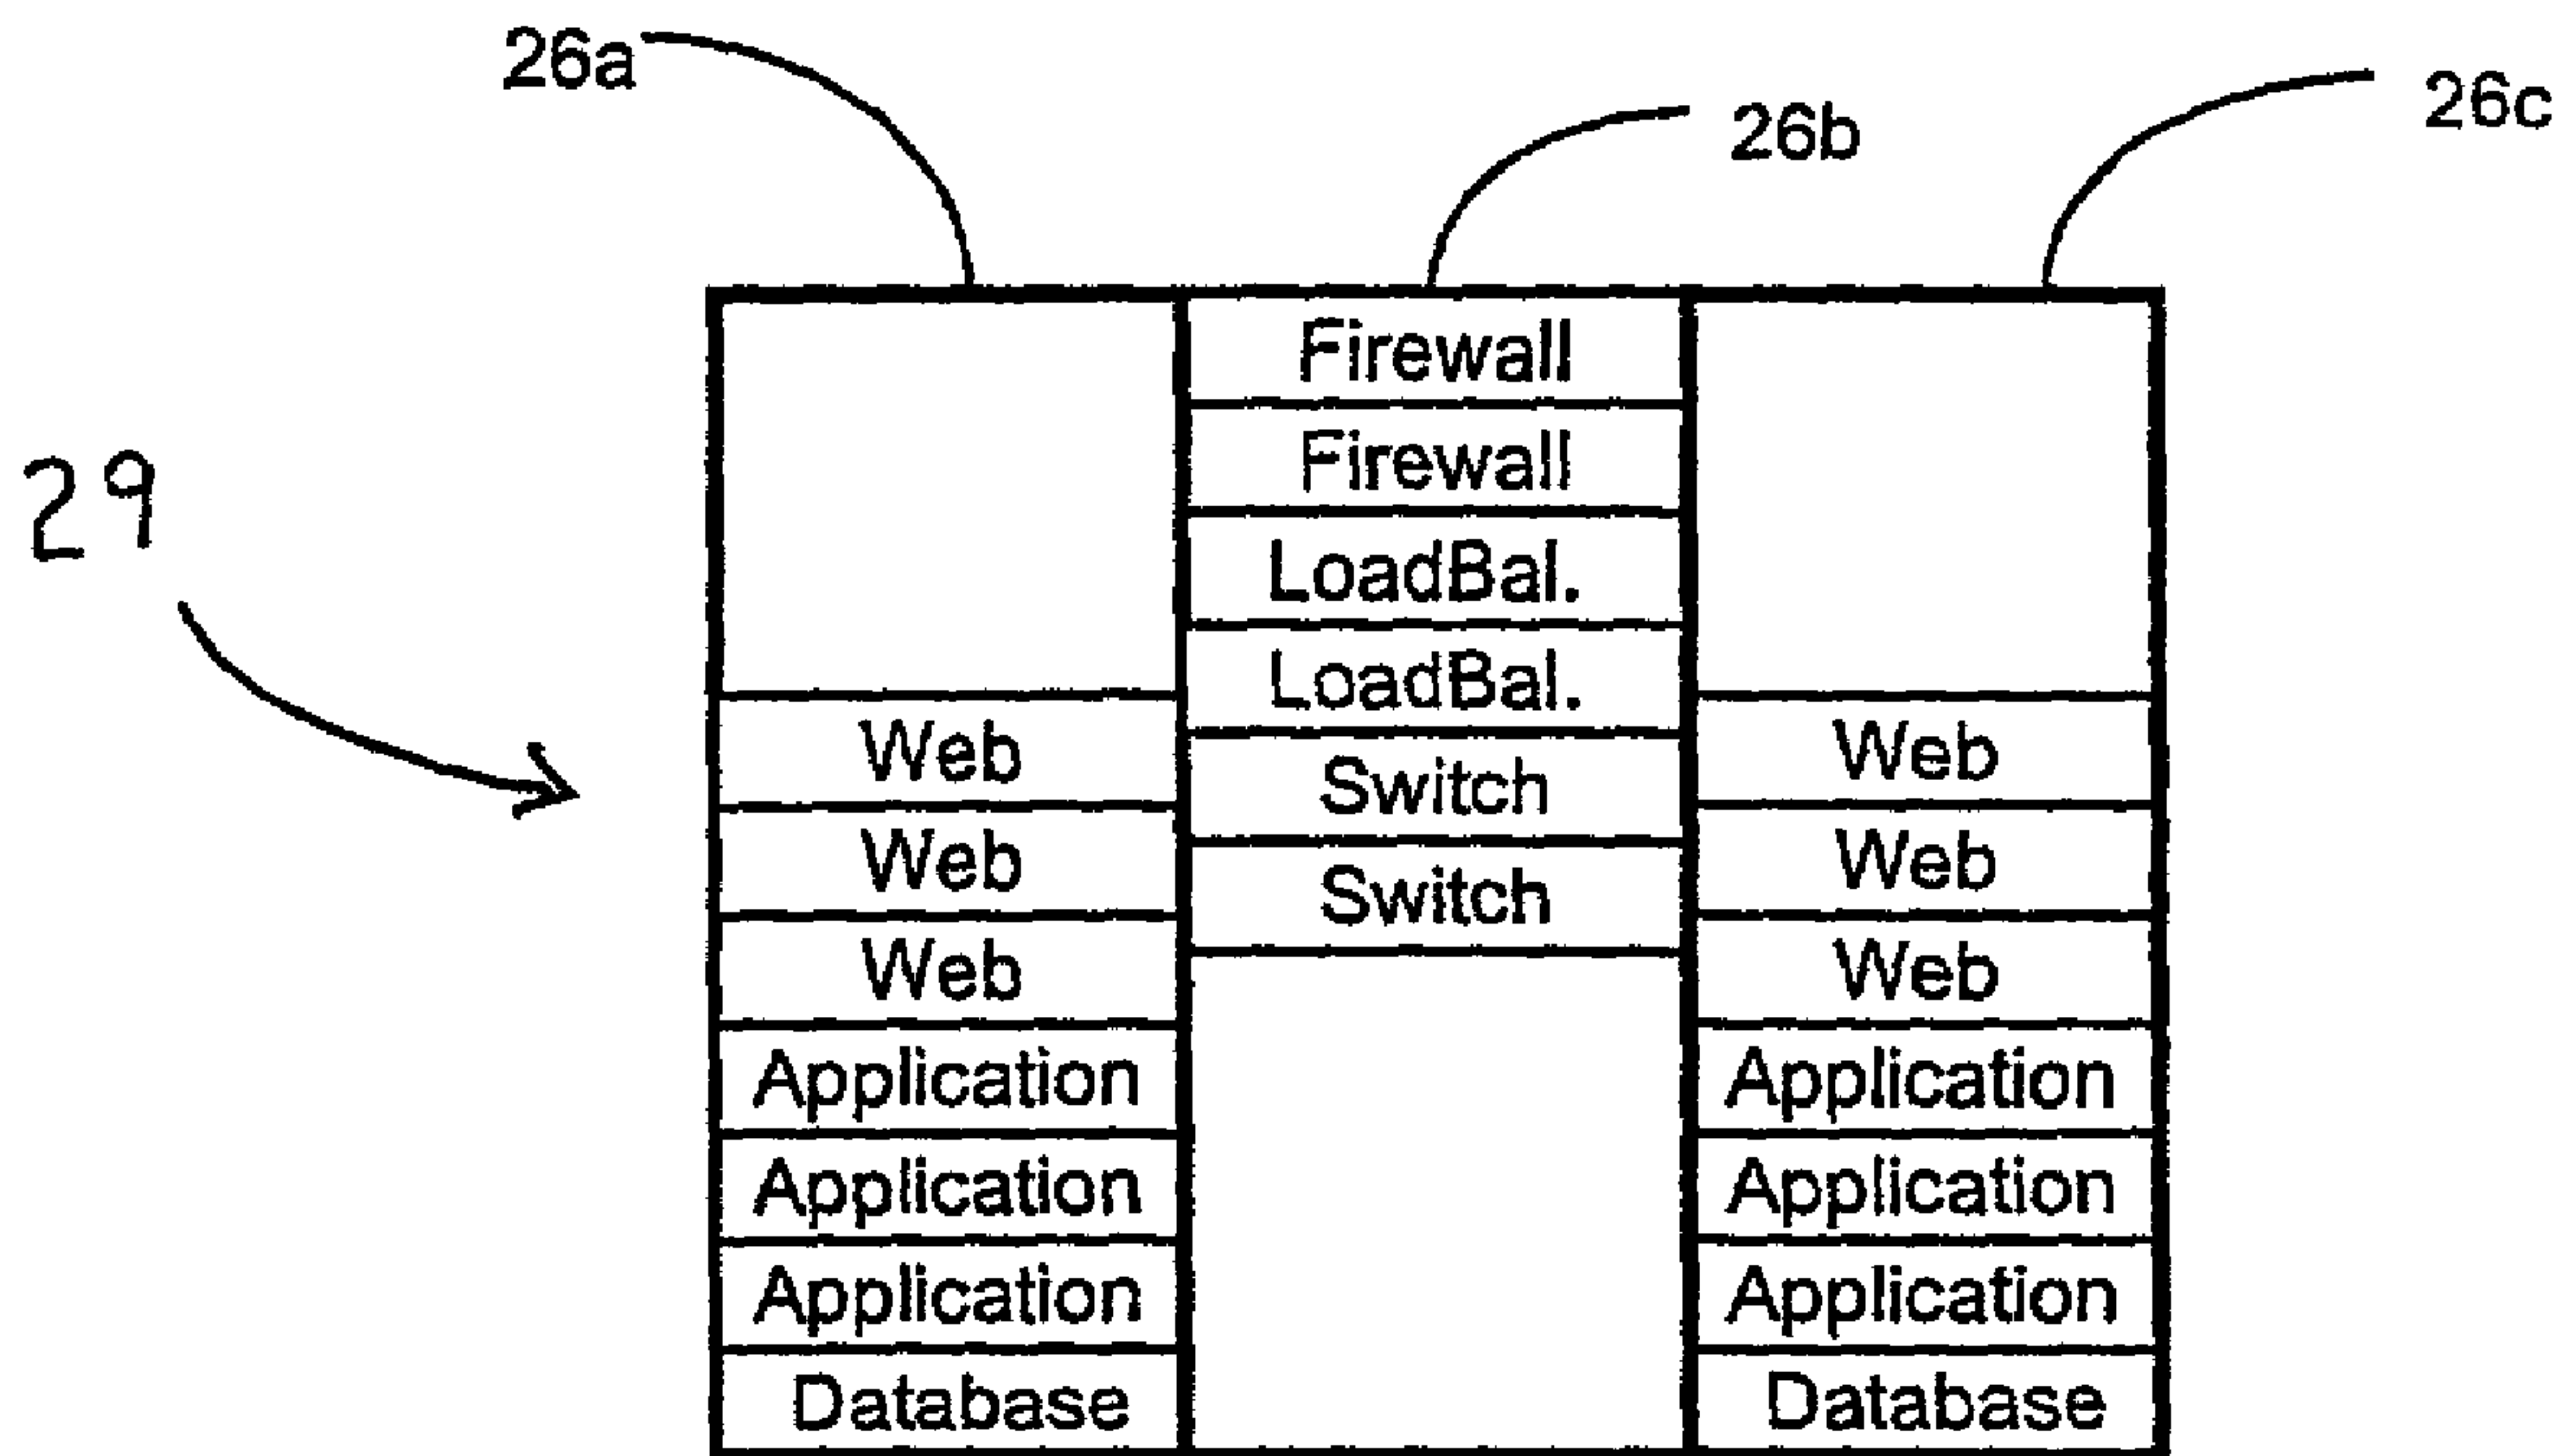 26a
26b
26c
29
Firewall
Firewall
LoadBal.
LoadBal.
Web
Switch
Web
Web
Switch
Web
Web
Web
Application
Application
Application
Application
Application
Application
Database
Database